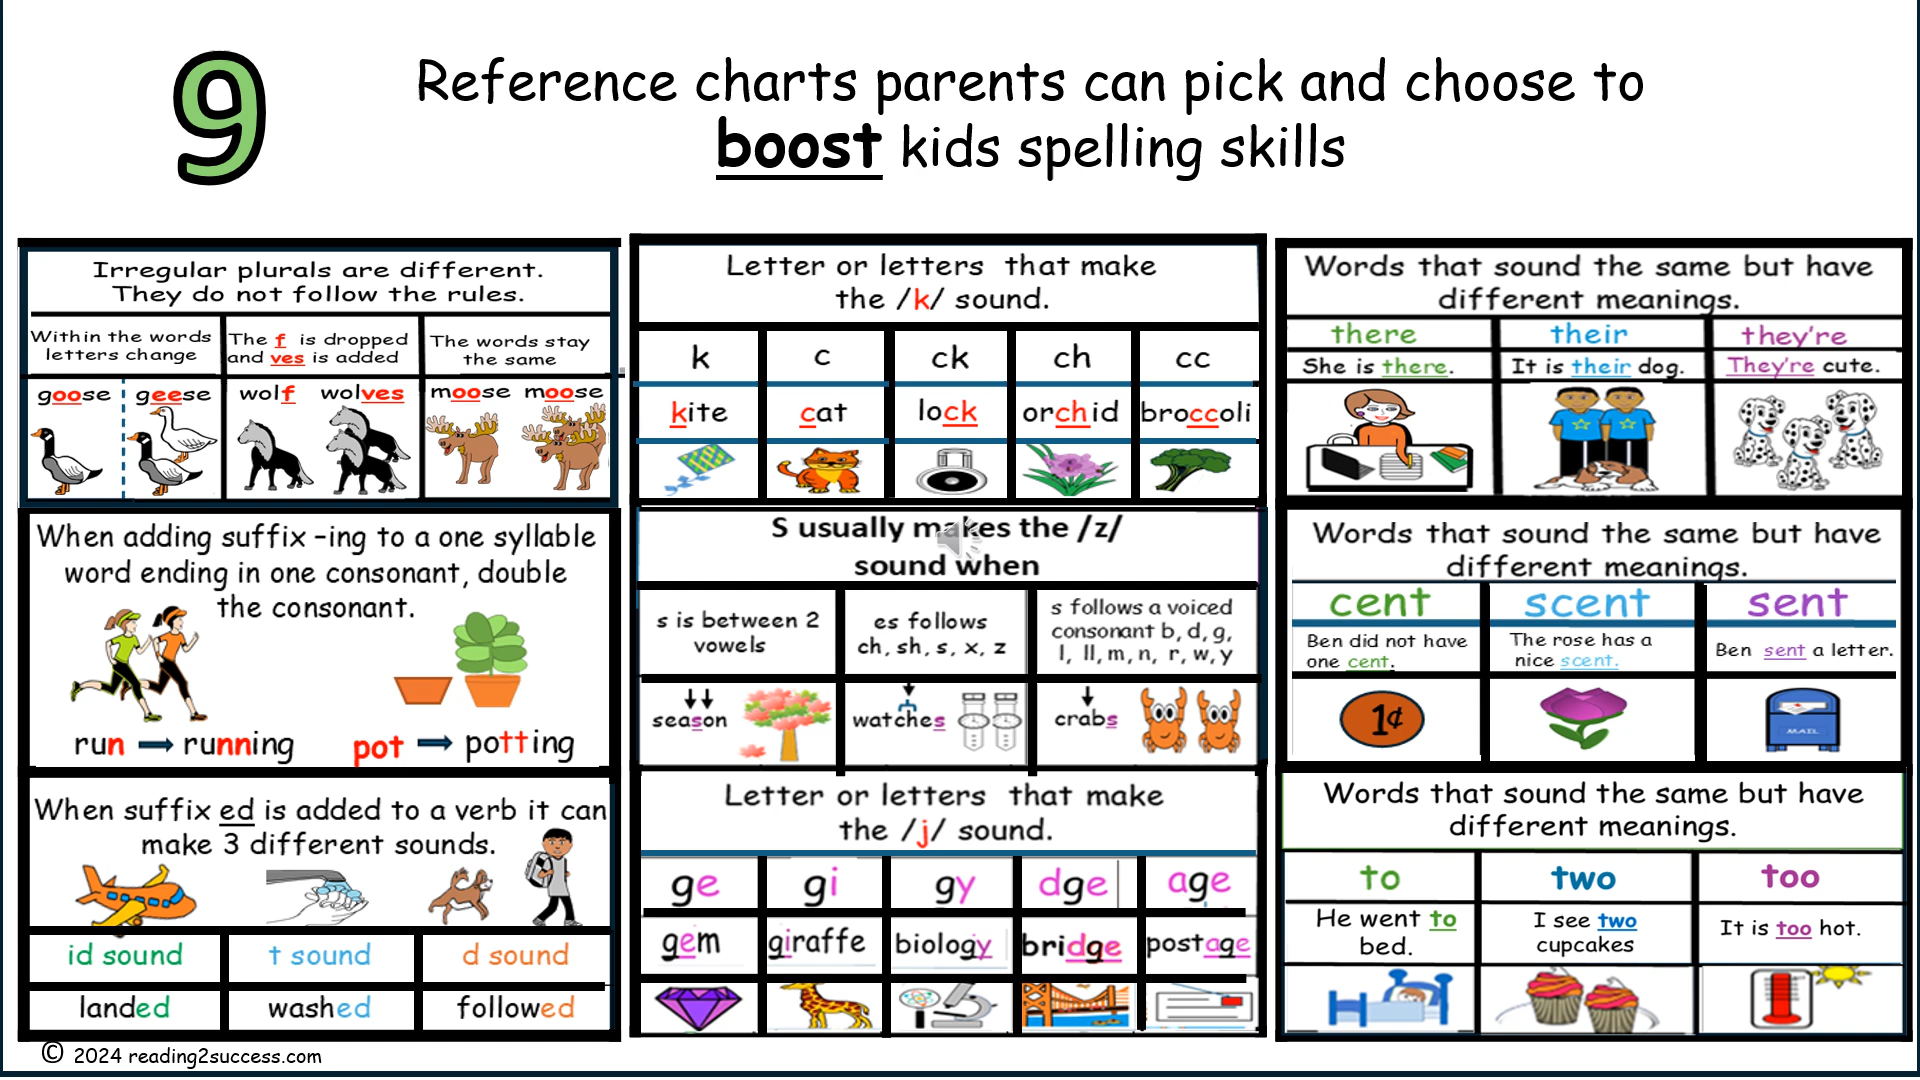 9
Reference charts parents can pick and choose to
boost kids spelling skills
Irregular plurals are different.
They do not follow the rules.
Within the words
letters change
The f is dropped
and ves is added
The words stay
the same
goose geese
wolf wolves
moose moose
When adding suffix –ing to a one syllable
word ending in one consonant, double
the consonant.
run running
pot potting
When suffix ed is added to a verb it can
make 3 different sounds.
id sound t sound d sound
landed washed followed
Letter or letters that make
the /k/ sound.
k c ck ch cc
kite cat lock orchid broccoli
S usually makes the /z/
sound when
s is between 2
vowels
es follows
ch, sh, s, x, z
s follows a voiced
consonant b, d, g,
l, ll, m, n, r, w, y
season watches crabs
Letter or letters that make
the /j/ sound.
ge gi gy dge age
gem giraffe biology bridge postage
Words that sound the same but have
different meanings.
there their they're
She is there. It is their dog. They're cute.
Words that sound the same but have
different meanings.
cent scent sent
Ben did not have
one cent.
The rose has a
nice scent.
Ben sent a letter.
1¢
MAIL
Words that sound the same but have
different meanings.
to two too
He went to
bed.
I see two
cupcakes
It is too hot.
© 2024 reading2success.com